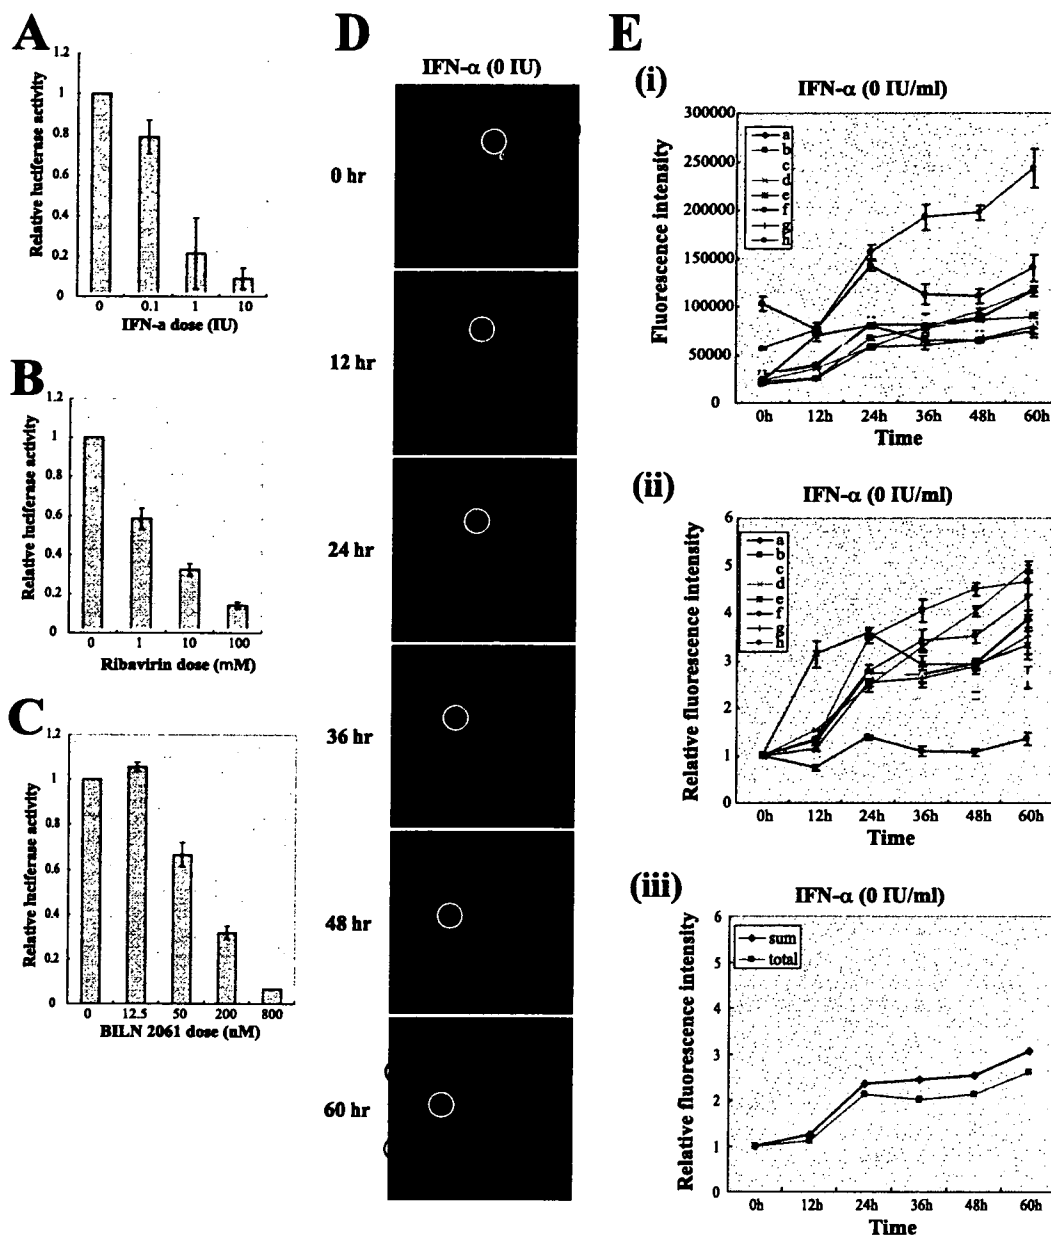 A
Relative luciferase activity
1.2
1
0.8
0.6
0.4
0.2
0
0 0.1 1 10
IFN-a dose (IU)
B
Relative luciferase activity
1.2
1
0.8
0.6
0.4
0.2
0
0 1 10 100
Ribavirin dose (mM)
C
Relative luciferase activity
1.2
1
0.8
0.6
0.4
0.2
0
0 12.5 50 200 800
BILN 2061 dose (nM)
D
IFN-α (0 IU)
0 hr
12 hr
24 hr
36 hr
48 hr
60 hr
E
(i)
IFN-α (0 IU/ml)
Fluorescence intensity
300000
250000
200000
150000
100000
50000
0
a
b
c
d
e
f
g
h
0h 12h 24h 36h 48h 60h
Time
(ii)
IFN-α (0 IU/ml)
Relative fluorescence intensity
6
5
4
3
2
1
0
a
b
c
d
e
f
g
h
0h 12h 24h 36h 48h 60h
Time
(iii)
IFN-α (0 IU/ml)
Relative fluorescence intensity
6
5
4
3
2
1
0
sum
total
0h 12h 24h 36h 48h 60h
Time